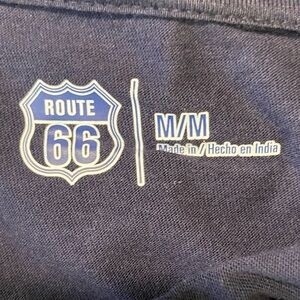 ROUTE
66
M/M
Made in / Hecho en India